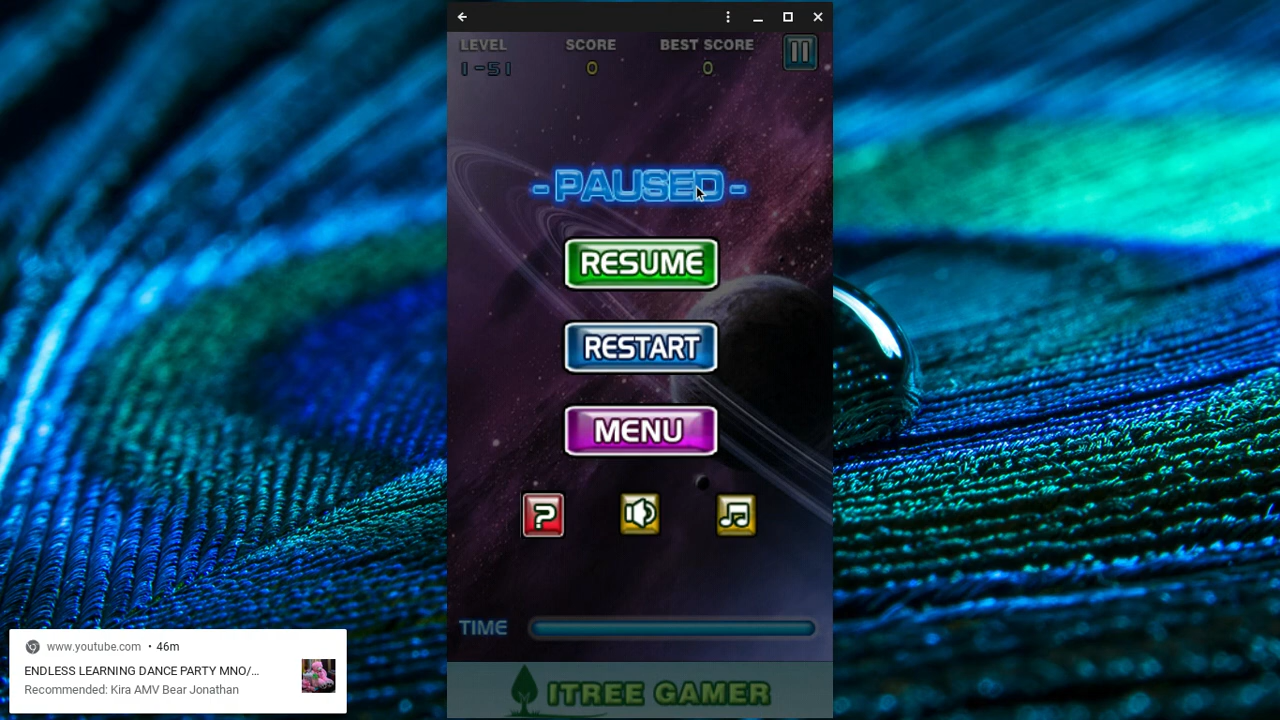 LEVEL SCORE BEST SCORE
1-51 0 0
- PAUSED -
RESUME
RESTART
MENU
?
TIME
ITREE GAMER
www.youtube.com • 46m
ENDLESS LEARNING DANCE PARTY MNO/...
Recommended: Kira AMV Bear Jonathan